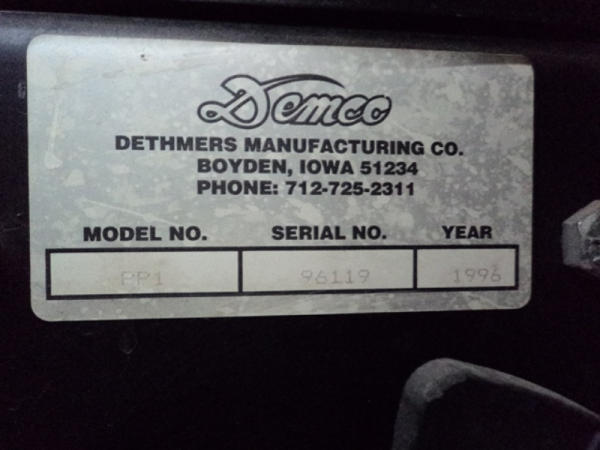 Demco
DETHMERS MANUFACTURING CO.
BOYDEN, IOWA 51234
PHONE: 712-725-2311
MODEL NO. SERIAL NO. YEAR
PP1 96119 1996